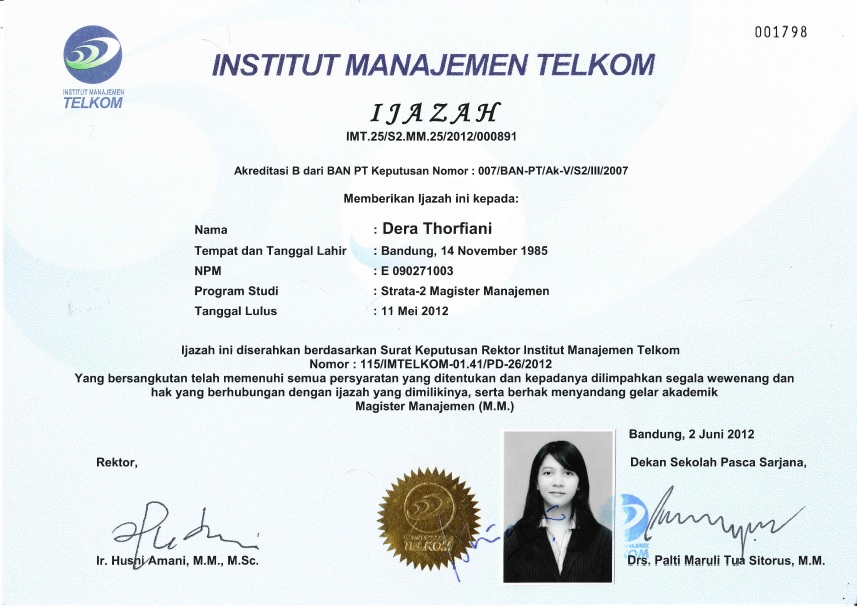 001798
INSTITUT MANAJEMEN
TELKOM
INSTITUT MANAJEMEN TELKOM
IJAZAH
IMT.25/S2.MM.25/2012/000891
Akreditasi B dari BAN PT Keputusan Nomor : 007/BAN-PT/Ak-V/S2/III/2007
Memberikan Ijazah ini kepada:
Nama : Dera Thorfiani
Tempat dan Tanggal Lahir : Bandung, 14 November 1985
NPM : E 090271003
Program Studi : Strata-2 Magister Manajemen
Tanggal Lulus : 11 Mei 2012
Ijazah ini diserahkan berdasarkan Surat Keputusan Rektor Institut Manajemen Telkom
Nomor : 115/IMTELKOM-01.41/PD-26/2012
Yang bersangkutan telah memenuhi semua persyaratan yang ditentukan dan kepadanya dilimpahkan segala wewenang dan
hak yang berhubungan dengan ijazah yang dimilikinya, serta berhak menyandang gelar akademik
Magister Manajemen (M.M.)
Bandung, 2 Juni 2012
Rektor,
Dekan Sekolah Pasca Sarjana,
TELKOM
Ir. Husni Amani, M.M., M.Sc.
Drs. Palti Maruli Tua Sitorus, M.M.